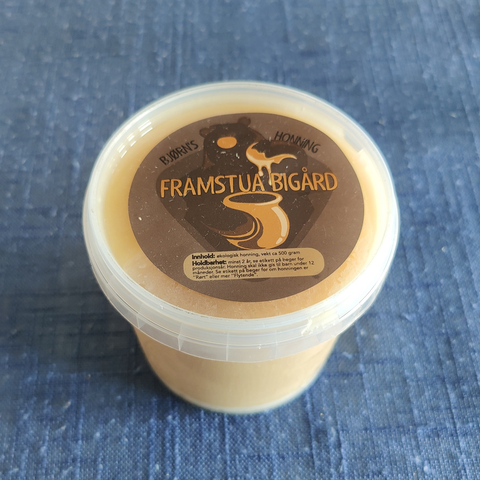 BJØRN'S HONNING
FRAMSTUA BIGÅRD
Innhold: økologisk honning, vekt ca 500 gram
Holdbarhet: minst 2 år, se etikett på beger for
produksjonsår. Honning skal ikke gis til barn under 12
måneder. Se etikett på beger for om honningen er
"Rørt" eller mer "Flytende".